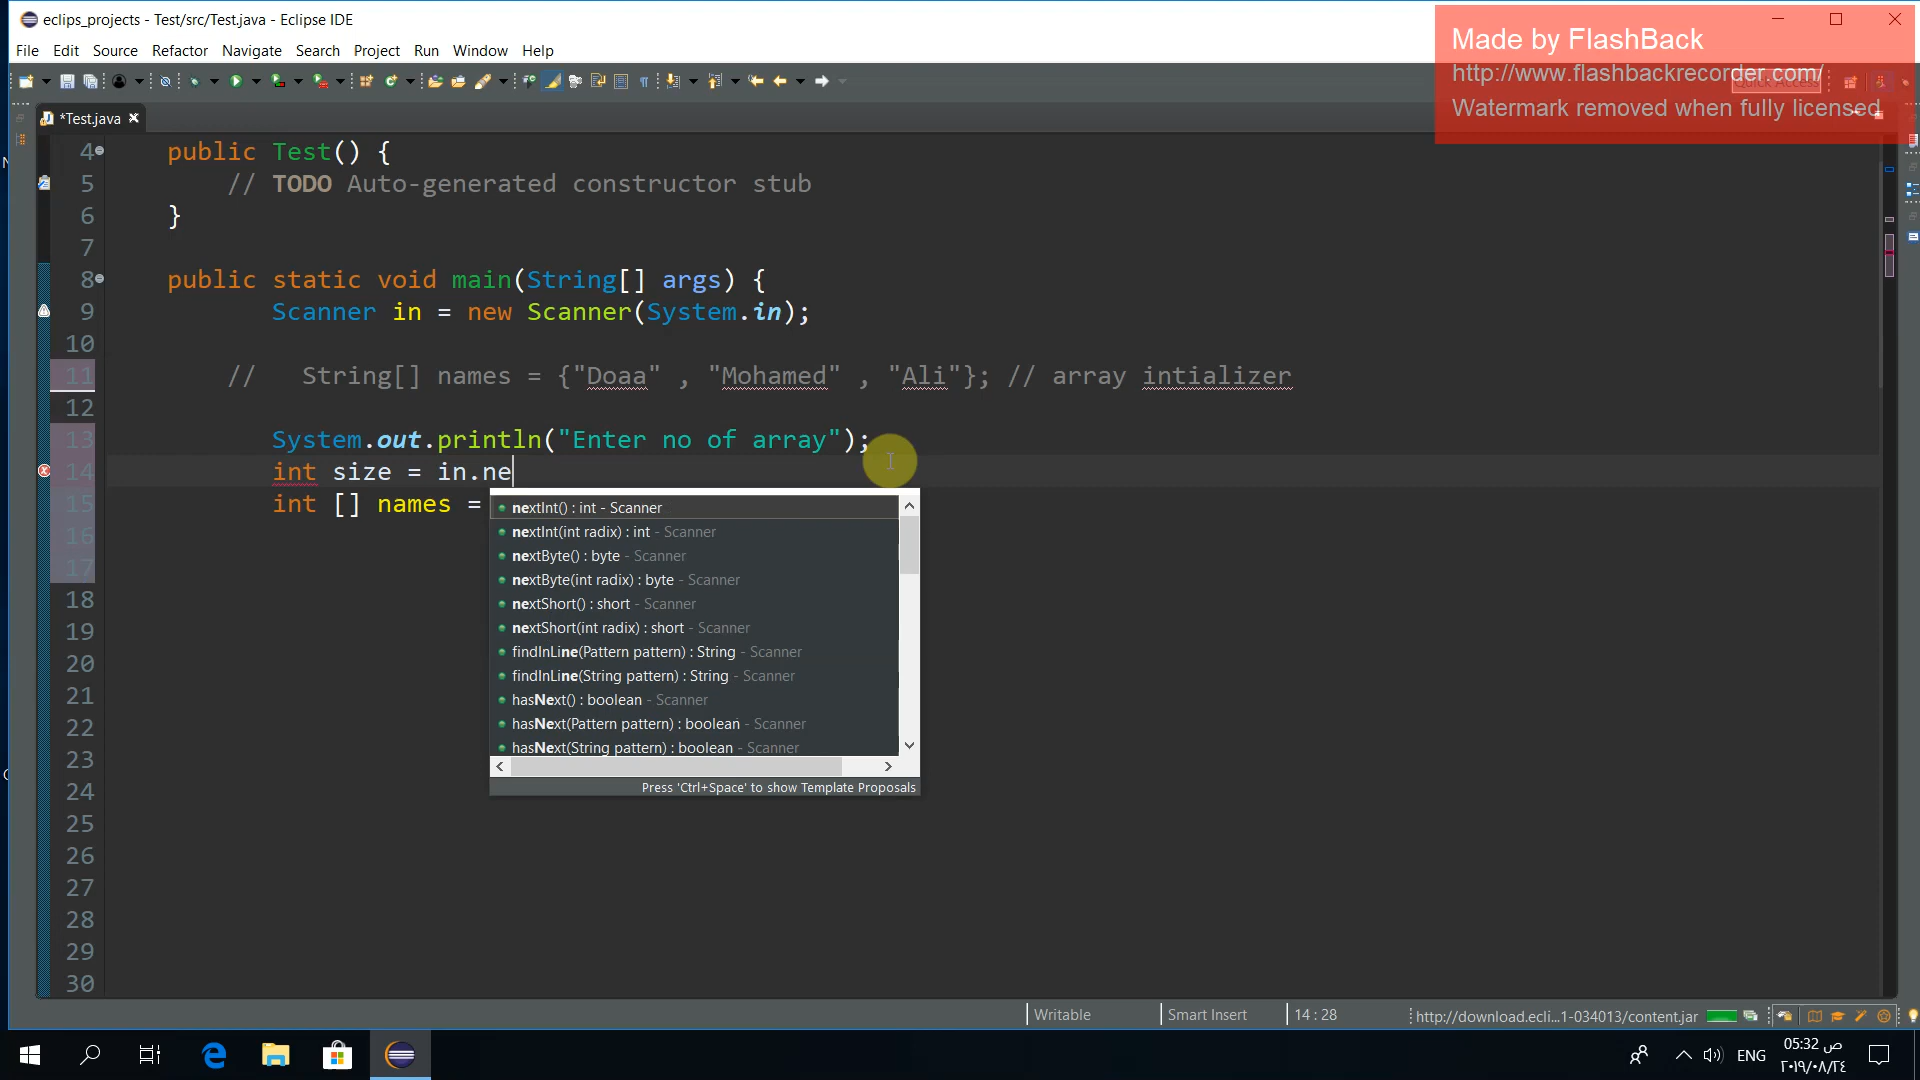 eclips_projects - Test/src/Test.java - Eclipse IDE
File Edit Source Refactor Navigate Search Project Run Window Help
Made by FlashBack
http://www.flashbackrecorder.com/
Quick Access
Watermark removed when fully licensed
*Test.java
4 public Test() {
5 // TODO Auto-generated constructor stub
6 }
7
8 public static void main(String[] args) {
9 Scanner in = new Scanner(System.in);
10
11 // String[] names = {"Doaa" , "Mohamed" , "Ali"}; // array intializer
12
13 System.out.println("Enter no of array");
14 int size = in.ne
15 int [] names =
16
17
18
19
20
21
22
23
24
25
26
27
28
29
30
nextInt() : int - Scanner
nextInt(int radix) : int - Scanner
nextByte() : byte - Scanner
nextByte(int radix) : byte - Scanner
nextShort() : short - Scanner
nextShort(int radix) : short - Scanner
findInLine(Pattern pattern) : String - Scanner
findInLine(String pattern) : String - Scanner
hasNext() : boolean - Scanner
hasNext(Pattern pattern) : boolean - Scanner
hasNext(String pattern) : boolean - Scanner
Press 'Ctrl+Space' to show Template Proposals
Writable Smart Insert 14 : 28 http://download.ecli...1-034013/content.jar
ENG
05:32 ص
٢٠١٩/٠٨/٢٤